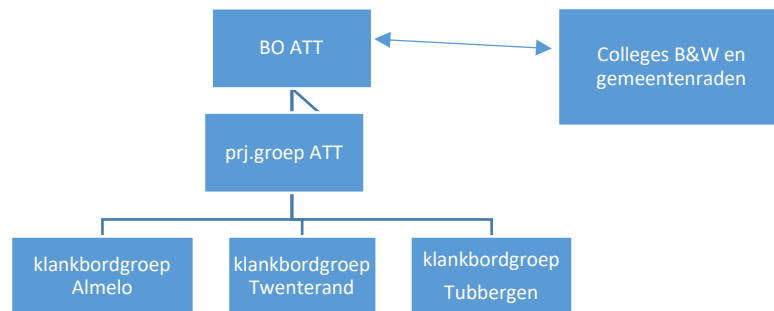 BO ATT
Colleges B&W en
gemeentenraden
prj.groep ATT
klankbordgroep
Almelo
klankbordgroep
Twenterand
klankbordgroep
Tubbergen